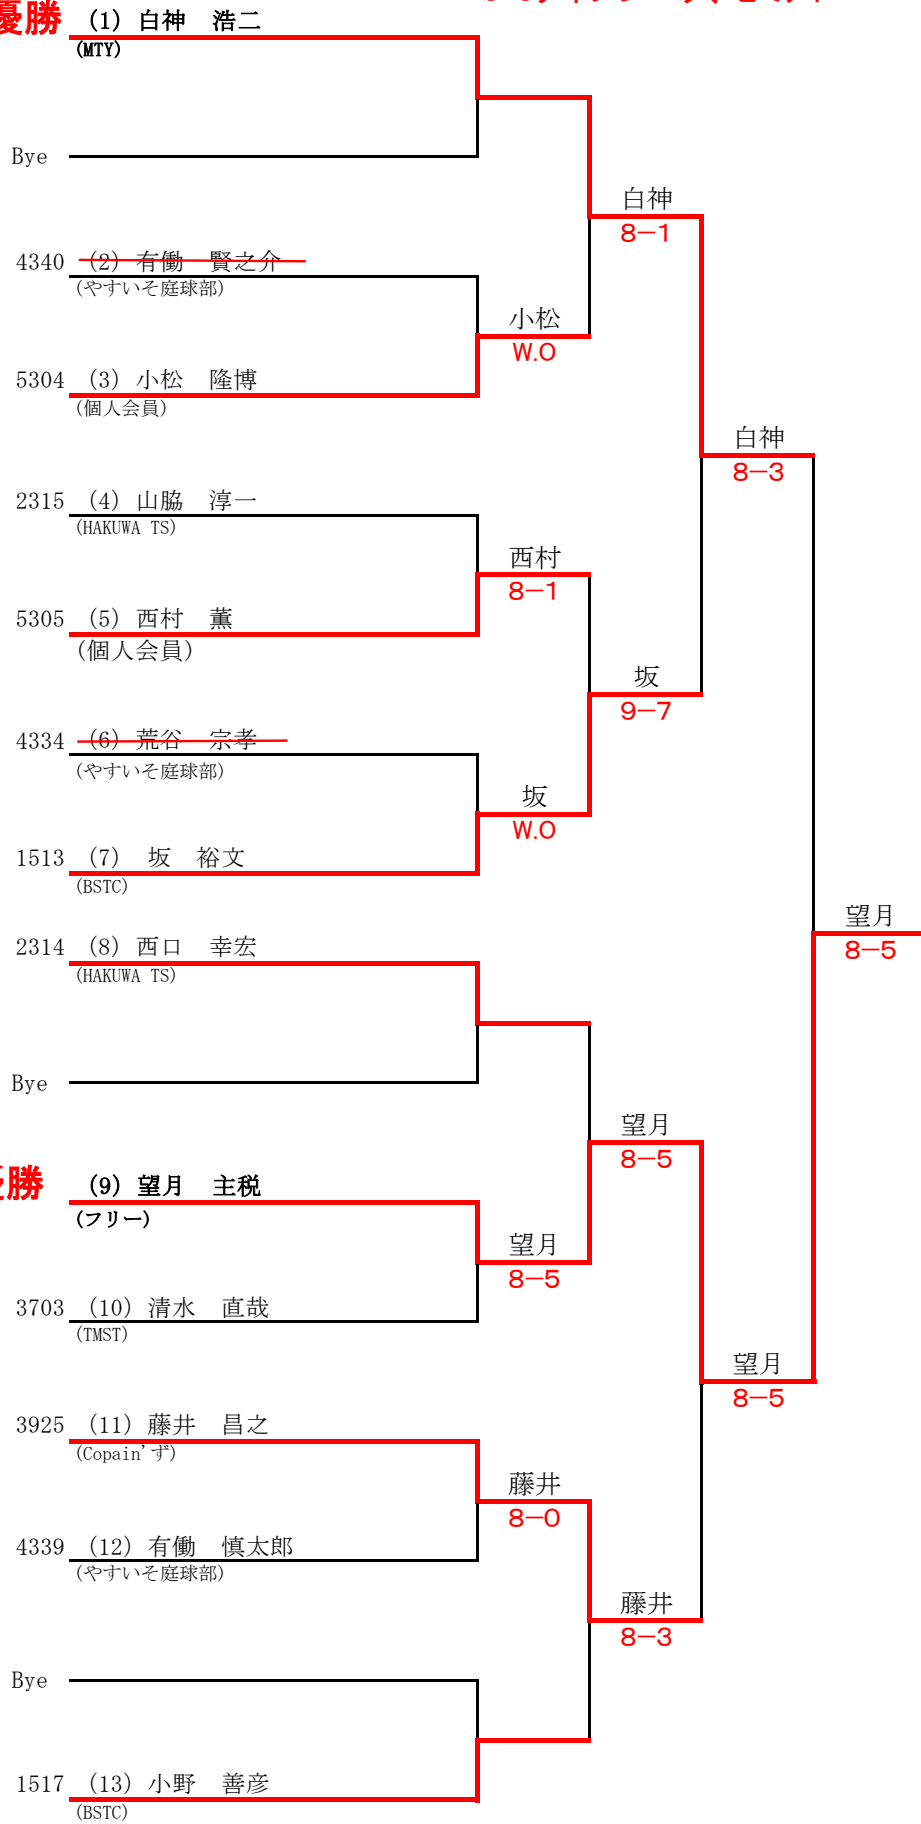 優勝 (1) 白神 浩二
(MTY)
Bye
白神
8-1
4340 (2) 有働 賢之介
(やすいそ庭球部)
小松
W.O
5304 (3) 小松 隆博
(個人会員)
白神
8-3
2315 (4) 山脇 淳一
(HAKUWA TS)
西村
8-1
5305 (5) 西村 薫
(個人会員)
坂
9-7
4334 (6) 荒谷 宗孝
(やすいそ庭球部)
坂
W.O
1513 (7) 坂 裕文
(BSTC)
望月
8-5
2314 (8) 西口 幸宏
(HAKUWA TS)
Bye
望月
8-5
勝 (9) 望月 主税
(フリー)
望月
8-5
3703 (10) 清水 直哉
(TMST)
望月
8-5
3925 (11) 藤井 昌之
(Copain'ず)
藤井
8-0
4339 (12) 有働 慎太郎
(やすいそ庭球部)
藤井
8-3
Bye
1517 (13) 小野 善彦
(BSTC)